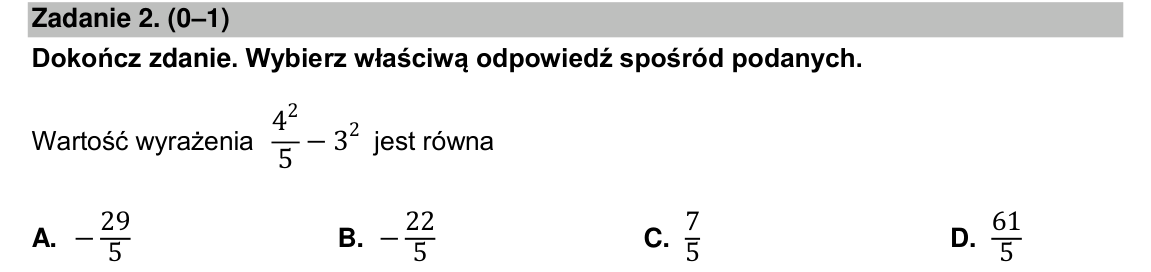 Zadanie 2. (0–1)
Dokończ zdanie. Wybierz właściwą odpowiedź spośród podanych.
Wartość wyrażenia 4²/5 − 3² jest równa
A. −29/5 B. −22/5 C. 7/5 D. 61/5